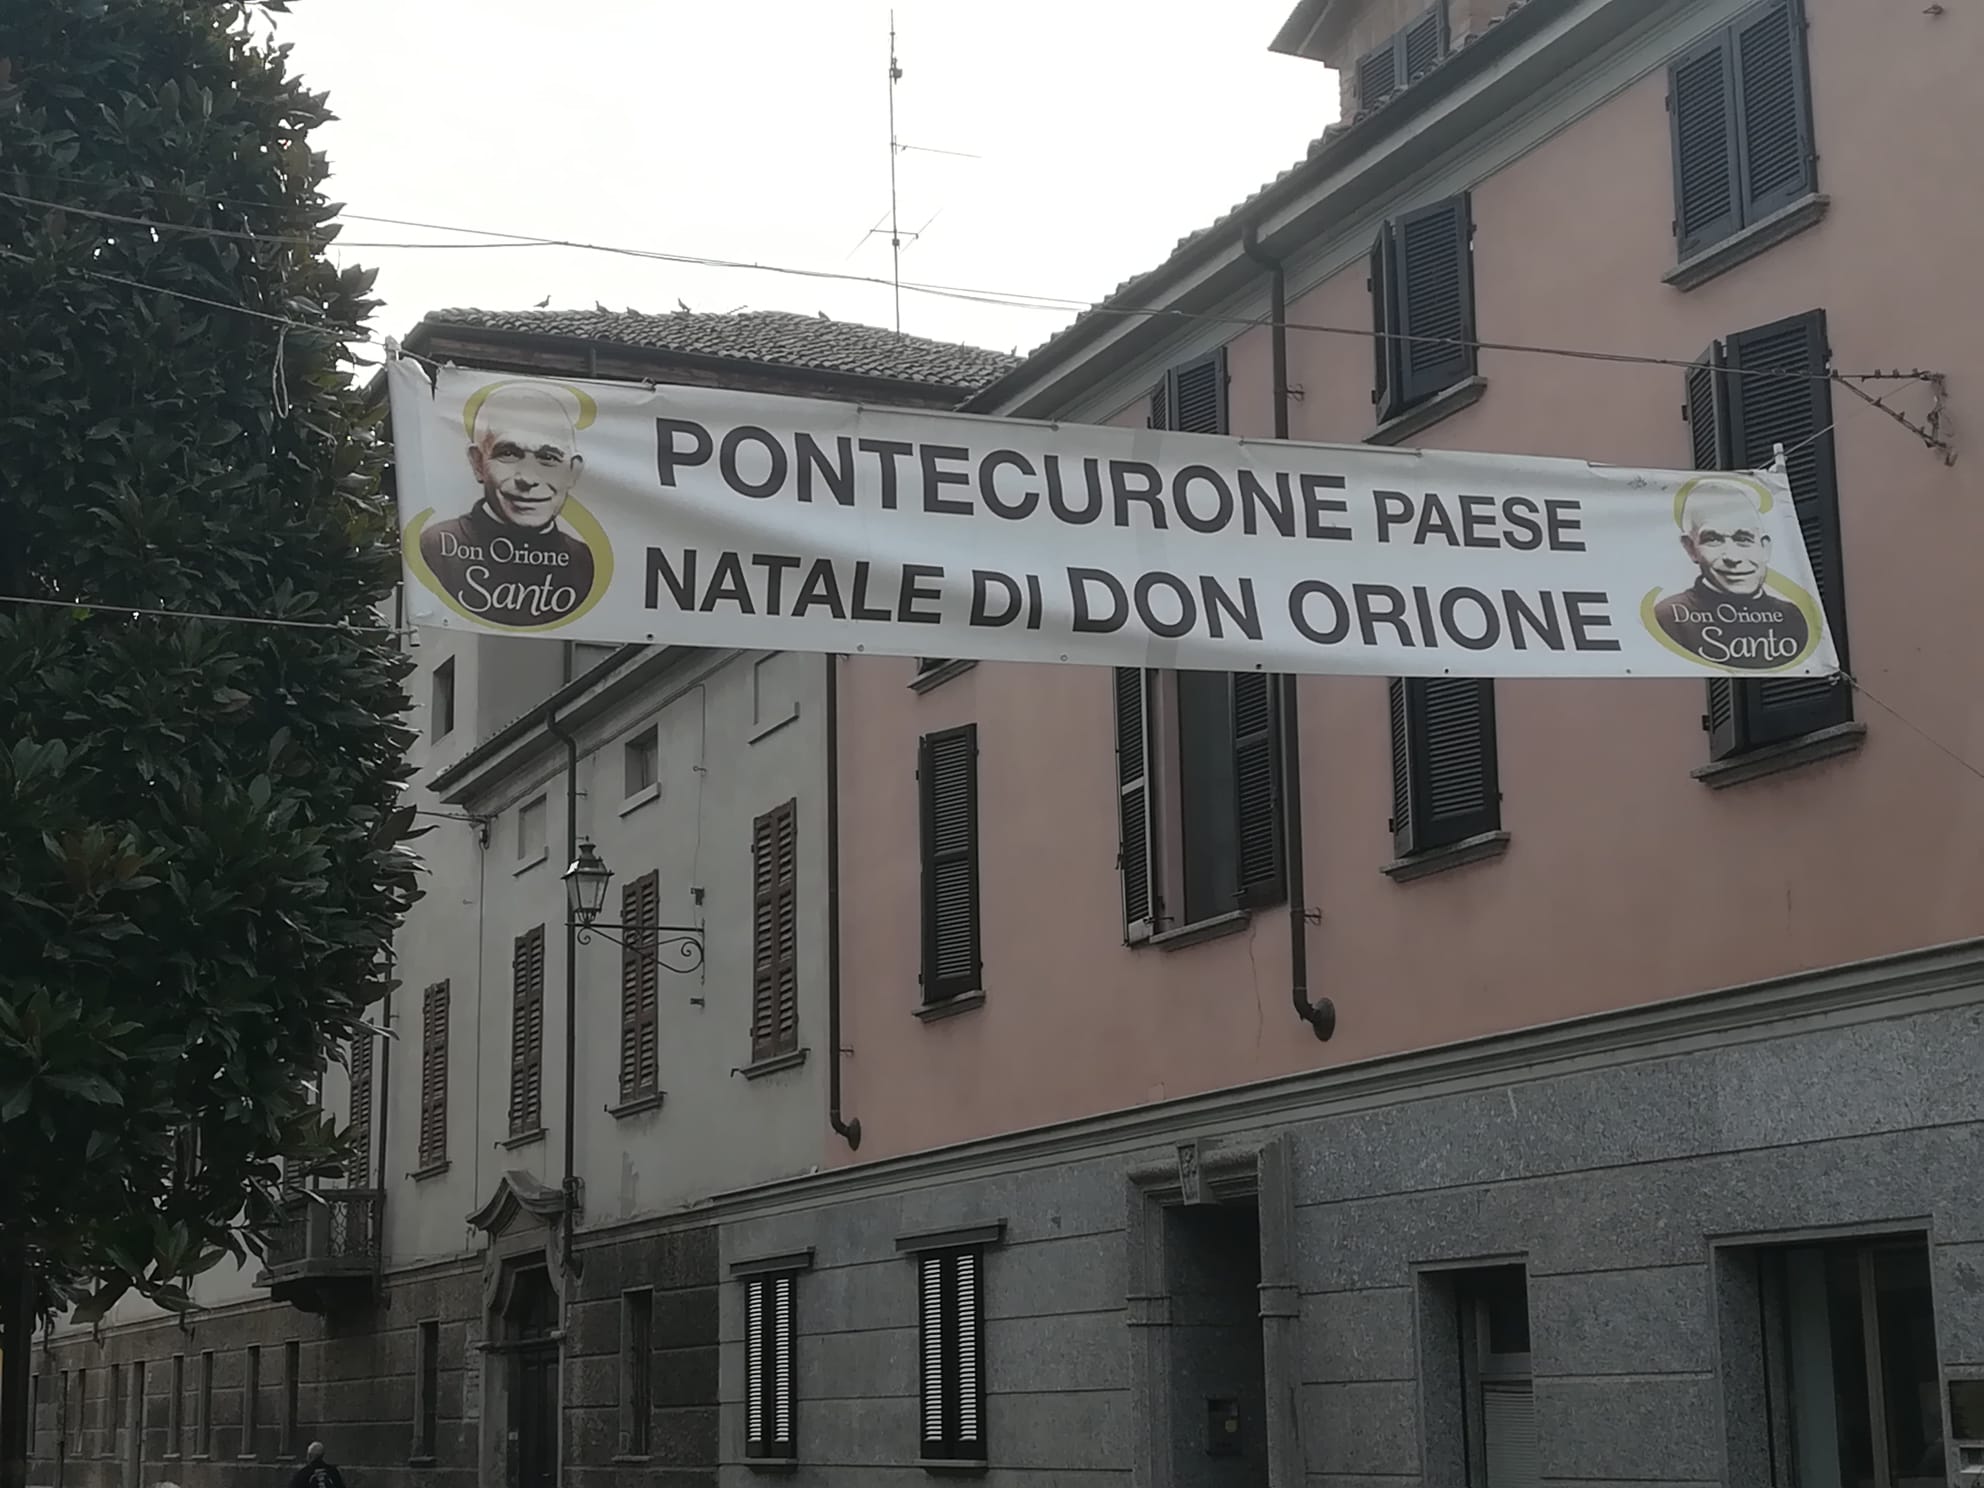 PONTECURONE PAESE
NATALE DI DON ORIONE
Don Orione
Santo
Don Orione
Santo